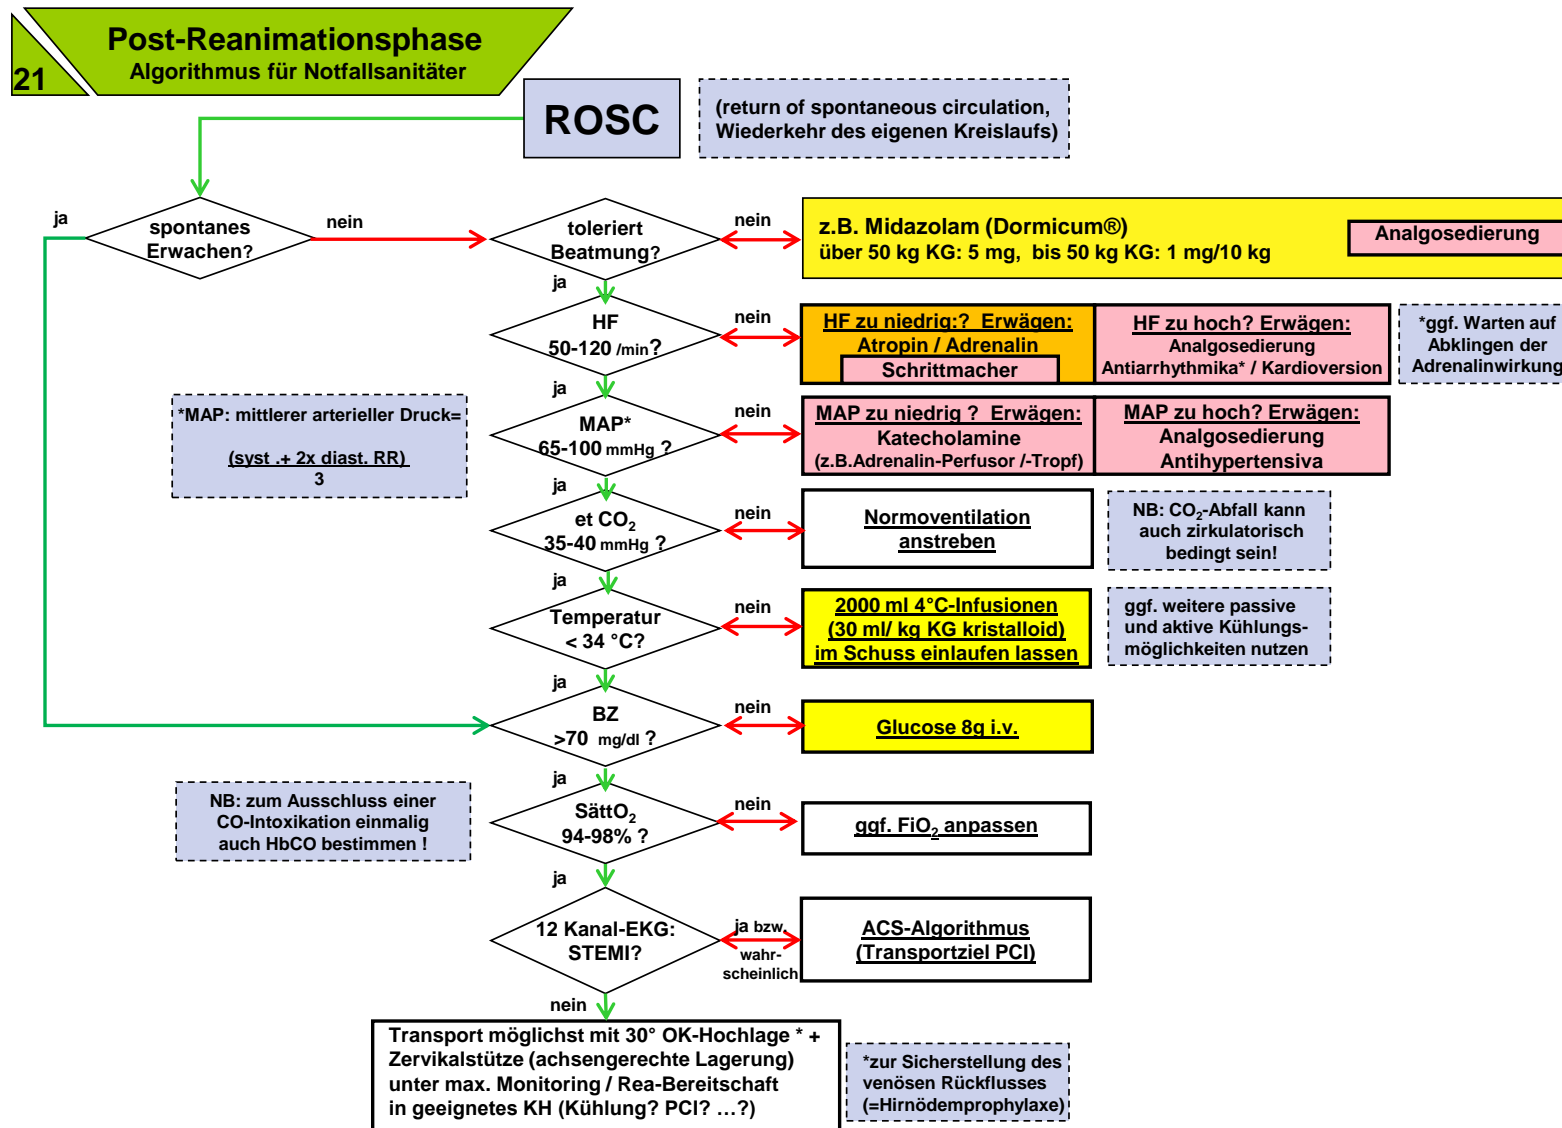 Post-Reanimationsphase
Algorithmus für Notfallsanitäter
21
ROSC
(return of spontaneous circulation,
Wiederkehr des eigenen Kreislaufs)
ja
spontanes
Erwachen?
nein
toleriert
Beatmung?
nein
z.B. Midazolam (Dormicum®)
über 50 kg KG: 5 mg, bis 50 kg KG: 1 mg/10 kg
Analgosedierung
ja
HF
50-120 /min?
nein
HF zu niedrig:? Erwägen:
Atropin / Adrenalin
Schrittmacher
HF zu hoch? Erwägen:
Analgosedierung
Antiarrhythmika* / Kardioversion
*ggf. Warten auf
Abklingen der
Adrenalinwirkung
ja
*MAP: mittlerer arterieller Druck=
(syst .+ 2x diast. RR)
3
MAP*
65-100 mmHg ?
nein
MAP zu niedrig ? Erwägen:
Katecholamine
(z.B.Adrenalin-Perfusor /-Tropf)
MAP zu hoch? Erwägen:
Analgosedierung
Antihypertensiva
ja
et CO₂
35-40 mmHg ?
nein
Normoventilation
anstreben
NB: CO₂-Abfall kann
auch zirkulatorisch
bedingt sein!
ja
Temperatur
< 34 °C?
nein
2000 ml 4°C-Infusionen
(30 ml/ kg KG kristalloid)
im Schuss einlaufen lassen
ggf. weitere passive
und aktive Kühlungs-
möglichkeiten nutzen
ja
BZ
>70 mg/dl ?
nein
Glucose 8g i.v.
ja
NB: zum Ausschluss einer
CO-Intoxikation einmalig
auch HbCO bestimmen !
SättO₂
94-98% ?
nein
ggf. FiO₂ anpassen
ja
12 Kanal-EKG:
STEMI?
ja bzw.
wahr-
scheinlich
ACS-Algorithmus
(Transportziel PCI)
nein
Transport möglichst mit 30° OK-Hochlage * +
Zervikalstütze (achsengerechte Lagerung)
unter max. Monitoring / Rea-Bereitschaft
in geeignetes KH (Kühlung? PCI? ...?)
*zur Sicherstellung des
venösen Rückflusses
(=Hirnödemprophylaxe)